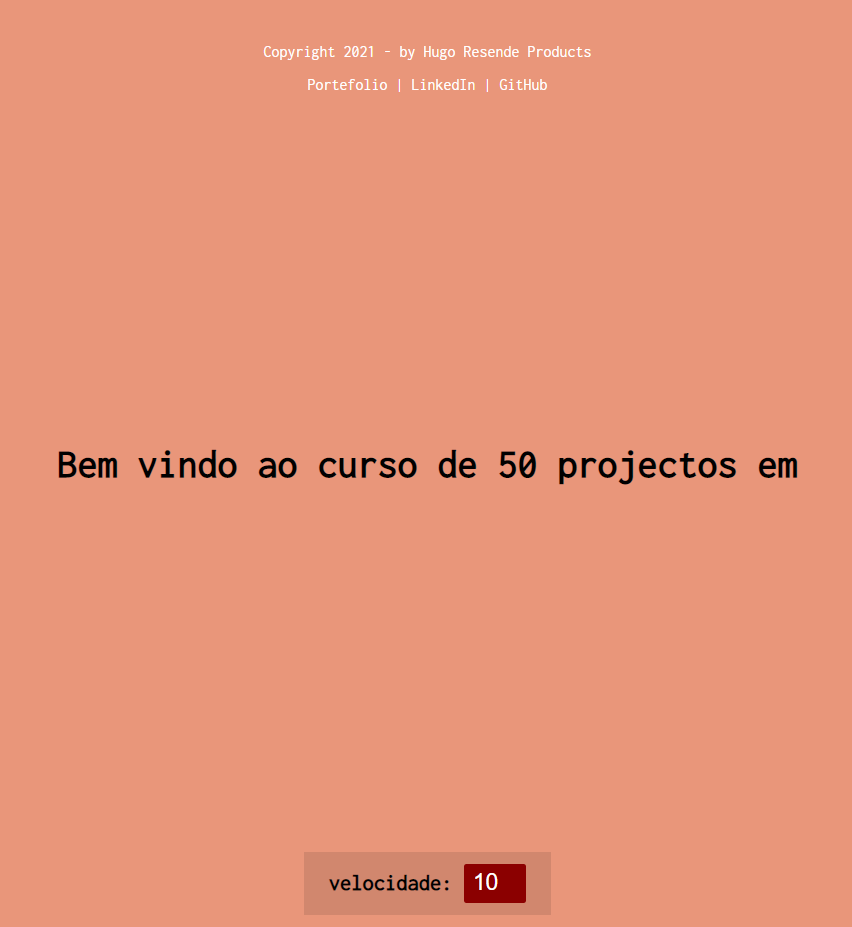 Copyright 2021 - by Hugo Resende Products
Portefolio | LinkedIn | GitHub
Bem vindo ao curso de 50 projectos em
velocidade: 10